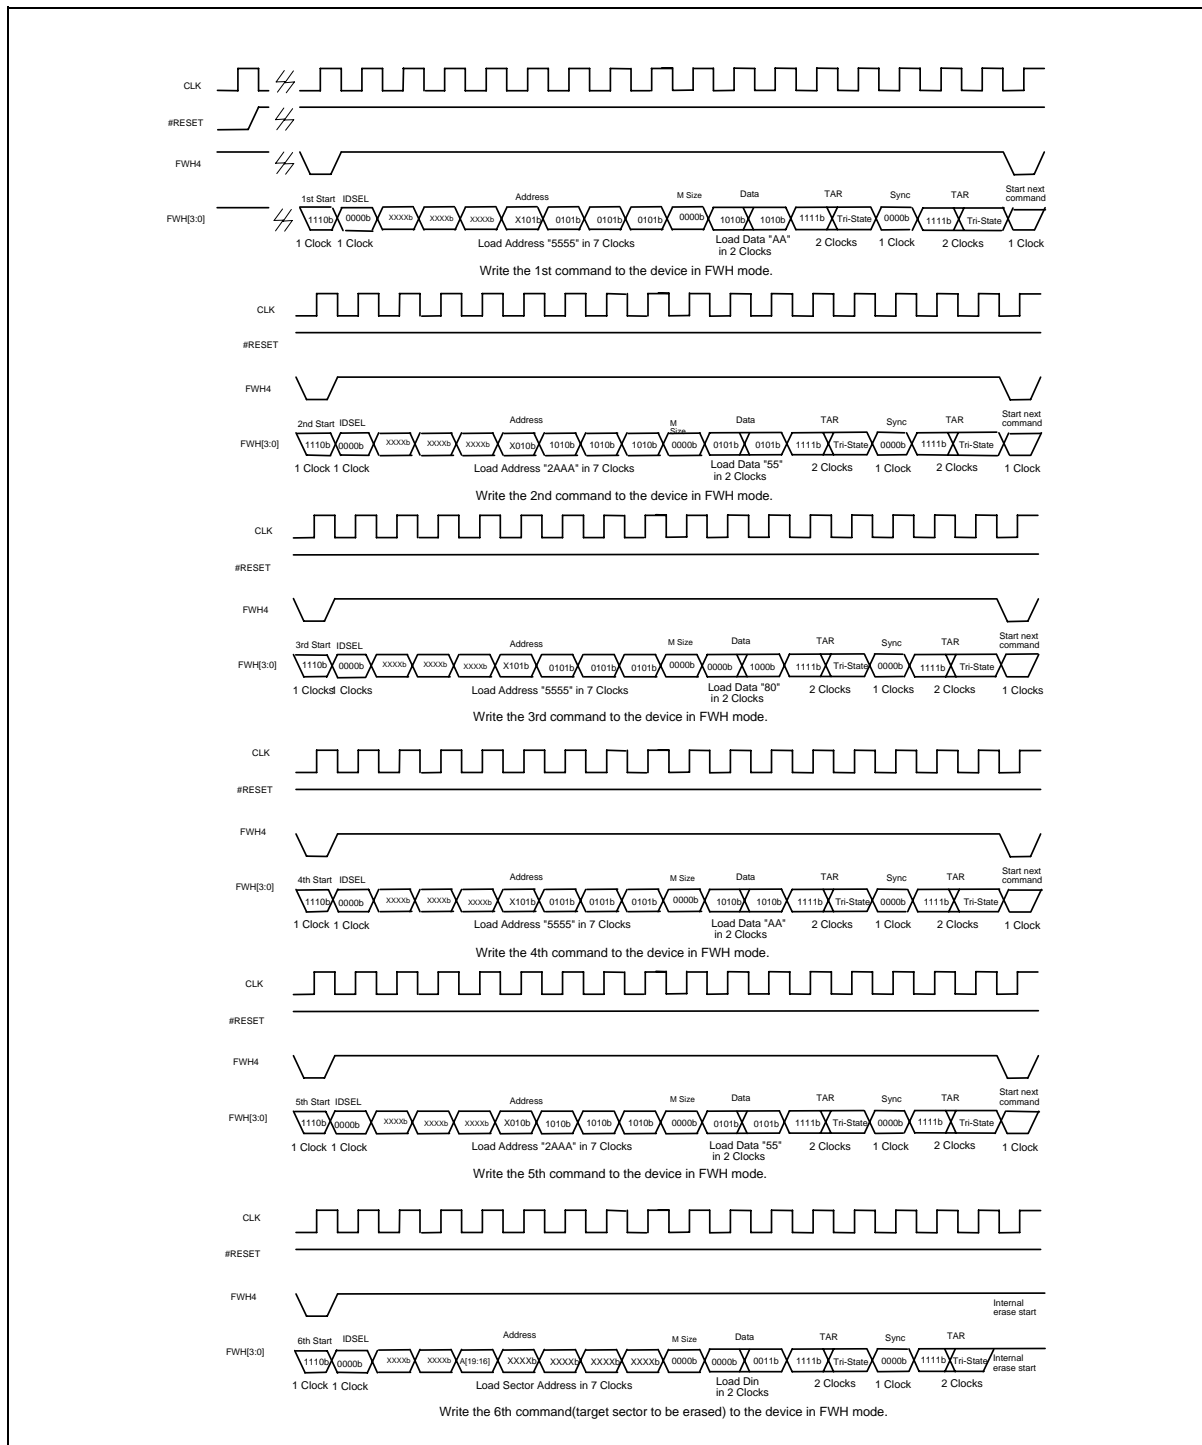 CLK
#RESET
FWH4
1st Start IDSEL Address M Size Data TAR Sync TAR Start next command
FWH[3:0] 1110b 0000b XXXXb XXXXb XXXXb X101b 0101b 0101b 0101b 0000b 1010b 1010b 1111b Tri-State 0000b 1111b Tri-State
1 Clock 1 Clock Load Address "5555" in 7 Clocks Load Data "AA" in 2 Clocks 2 Clocks 1 Clock 2 Clocks 1 Clock
Write the 1st command to the device in FWH mode.
CLK
#RESET
FWH4
2nd Start IDSEL Address M Size Data TAR Sync TAR Start next command
FWH[3:0] 1110b 0000b XXXXb XXXXb XXXXb X010b 1010b 1010b 1010b 0000b 0101b 0101b 1111b Tri-State 0000b 1111b Tri-State
1 Clock 1 Clock Load Address "2AAA" in 7 Clocks Load Data "55" in 2 Clocks 2 Clocks 1 Clock 2 Clocks 1 Clock
Write the 2nd command to the device in FWH mode.
CLK
#RESET
FWH4
3rd Start IDSEL Address M Size Data TAR Sync TAR Start next command
FWH[3:0] 1110b 0000b XXXXb XXXXb XXXXb X101b 0101b 0101b 0101b 0000b 0000b 1000b 1111b Tri-State 0000b 1111b Tri-State
1 Clocks 1 Clocks Load Address "5555" in 7 Clocks Load Data "80" in 2 Clocks 2 Clocks 1 Clocks 2 Clocks 1 Clocks
Write the 3rd command to the device in FWH mode.
CLK
#RESET
FWH4
4th Start IDSEL Address M Size Data TAR Sync TAR Start next command
FWH[3:0] 1110b 0000b XXXXb XXXXb XXXXb X101b 0101b 0101b 0101b 0000b 1010b 1010b 1111b Tri-State 0000b 1111b Tri-State
1 Clock 1 Clock Load Address "5555" in 7 Clocks Load Data "AA" in 2 Clocks 2 Clocks 1 Clock 2 Clocks 1 Clock
Write the 4th command to the device in FWH mode.
CLK
#RESET
FWH4
5th Start IDSEL Address M Size Data TAR Sync TAR Start next command
FWH[3:0] 1110b 0000b XXXXb XXXXb XXXXb X010b 1010b 1010b 1010b 0000b 0101b 0101b 1111b Tri-State 0000b 1111b Tri-State
1 Clock 1 Clock Load Address "2AAA" in 7 Clocks Load Data "55" in 2 Clocks 2 Clocks 1 Clock 2 Clocks 1 Clock
Write the 5th command to the device in FWH mode.
CLK
#RESET
FWH4
Internal erase start
6th Start IDSEL Address M Size Data TAR Sync TAR
FWH[3:0] 1110b 0000b XXXXb XXXXb A[19:16] XXXXb XXXXb XXXXb XXXXb 0000b 0000b 0011b 1111b Tri-State 0000b 1111b Tri-State Internal erase start
1 Clock 1 Clock Load Sector Address in 7 Clocks Load Din in 2 Clocks 2 Clocks 1 Clock 2 Clocks
Write the 6th command(target sector to be erased) to the device in FWH mode.